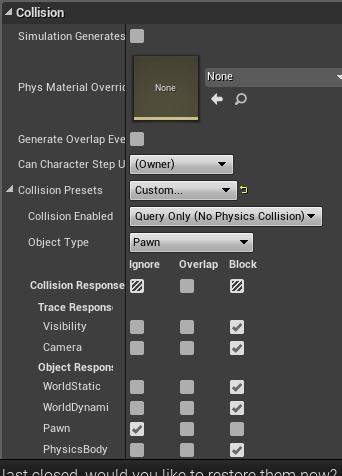 Collision
Simulation Generates
Phys Material Overrid
None
None
Generate Overlap Eve
Can Character Step U
(Owner)
Collision Presets
Custom...
Collision Enabled
Query Only (No Physics Collision)
Object Type
Pawn
Ignore Overlap Block
Collision Response
Trace Respons
Visibility
Camera
Object Respon
WorldStatic
WorldDynami
Pawn
PhysicsBody
last closed, would you like to restore them now?